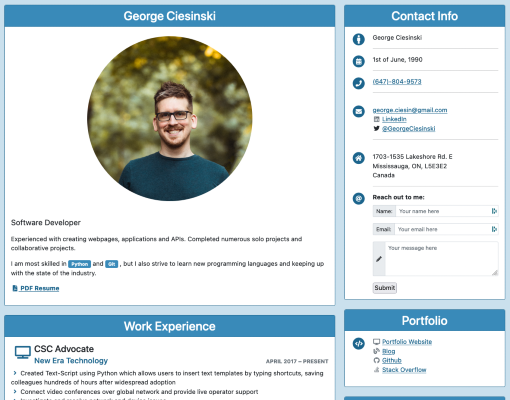 George Ciesinski
Software Developer
Experienced with creating webpages, applications and APIs. Completed numerous solo projects and
collaborative projects.
I am most skilled in Python and Git , but I also strive to learn new programming languages and keeping up
with the state of the industry.
PDF Resume
Work Experience
CSC Advocate
New Era Technology
APRIL 2017 – PRESENT
Created Text-Script using Python which allows users to insert text templates by typing shortcuts, saving
colleagues hundreds of hours after widespread adoption
Connect video conferences over global network and provide live operator support
Contact Info
George Ciesinski
1st of June, 1990
(647)-804-9573
george.ciesin@gmail.com
LinkedIn
@GeorgeCiesinski
1703-1535 Lakeshore Rd. E
Mississauga, ON, L5E3E2
Canada
Reach out to me:
Name: Your name here
Email: Your email here
Your message here
Submit
Portfolio
Portfolio Website
Blog
Github
Stack Overflow